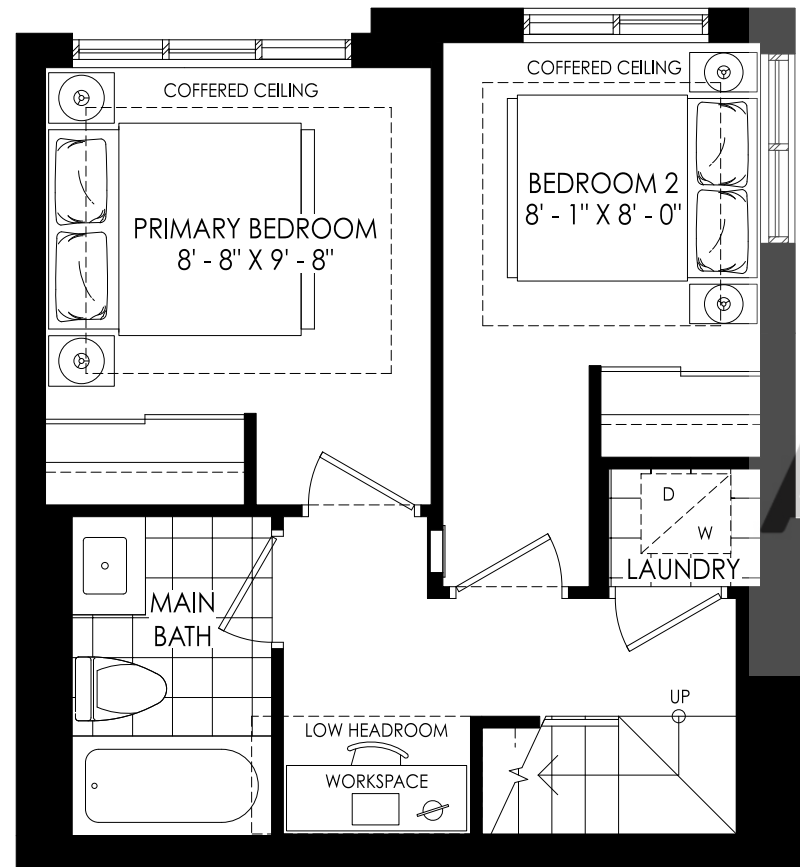 COFFERED CEILING
COFFERED CEILING
BEDROOM 2
8' - 1" X 8' - 0"
PRIMARY BEDROOM
8' - 8" X 9' - 8"
D
W
LAUNDRY
MAIN
BATH
UP
LOW HEADROOM
WORKSPACE